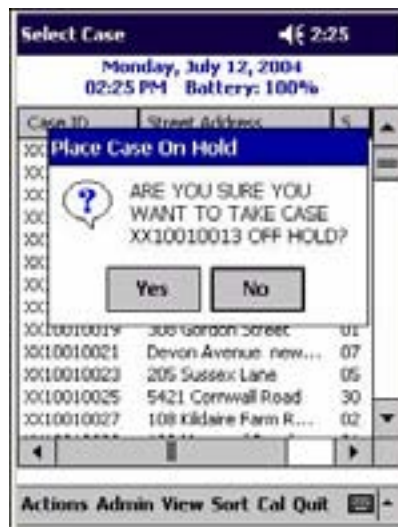 Select Case 2:25
Monday, July 12, 2004
02:25 PM Battery: 100%
Case ID Street Address S
Place Case On Hold
ARE YOU SURE YOU
WANT TO TAKE CASE
XX10010013 OFF HOLD?
Yes No
XX10010019 308 Gordon Street 01
XX10010021 Devon Avenue new... 07
XX10010023 205 Sussex Lane 05
XX10010025 5421 Cornwall Road 30
XX10010027 108 Kildaire Farm R... 02
Actions Admin View Sort Cal Quit